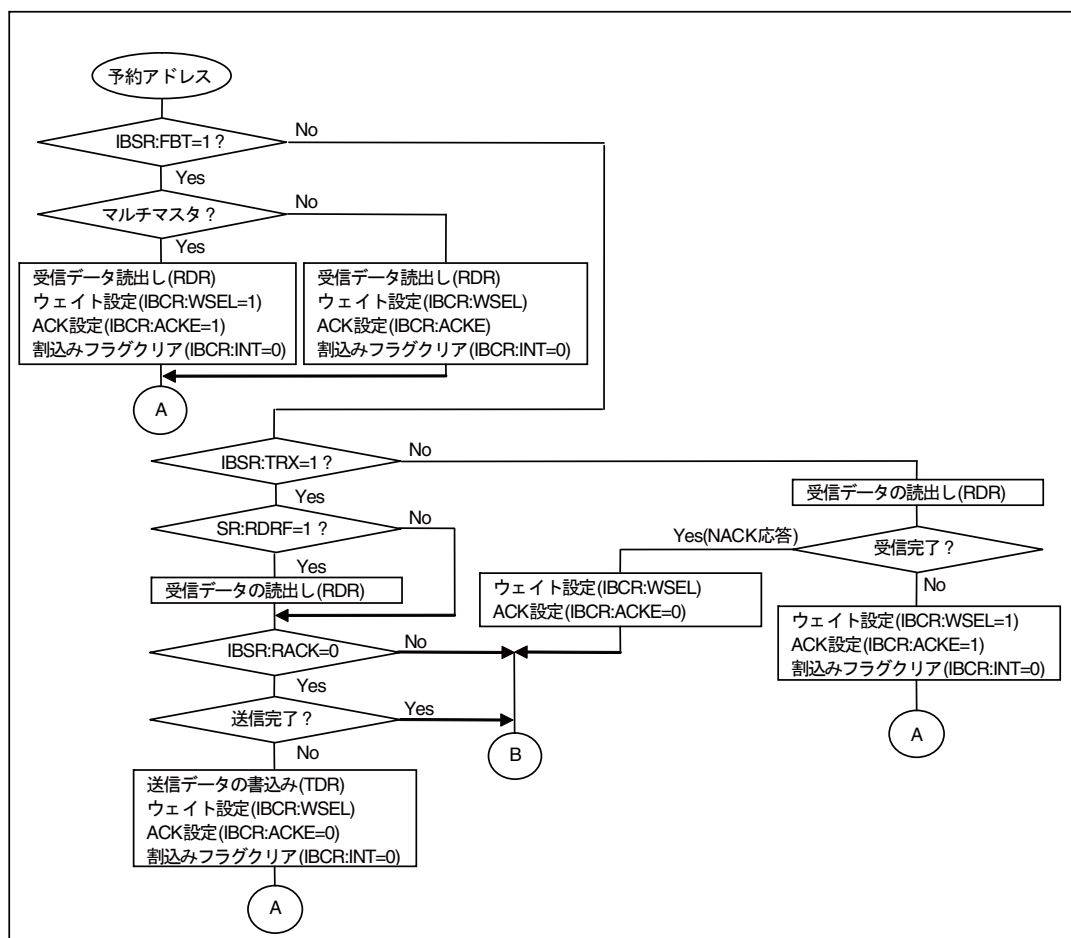 予約アドレス
IBSR:FBT=1？
No
Yes
マルチマスタ？
No
Yes
受信データ読出し(RDR)
ウェイト設定(IBCR:WSEL=1)
ACK設定(IBCR:ACKE=1)
割込みフラグクリア(IBCR:INT=0)
受信データ読出し(RDR)
ウェイト設定(IBCR:WSEL)
ACK設定(IBCR:ACKE)
割込みフラグクリア(IBCR:INT=0)
A
IBSR:TRX=1？
No
Yes
受信データの読出し(RDR)
SR:RDRF=1？
No
Yes
Yes(NACK応答)
受信完了？
No
受信データの読出し(RDR)
ウェイト設定(IBCR:WSEL)
ACK設定(IBCR:ACKE=0)
ウェイト設定(IBCR:WSEL=1)
ACK設定(IBCR:ACKE=1)
割込みフラグクリア(IBCR:INT=0)
IBSR:RACK=0
No
Yes
送信完了？
Yes
No
B
A
送信データの書込み(TDR)
ウェイト設定(IBCR:WSEL)
ACK設定(IBCR:ACKE=0)
割込みフラグクリア(IBCR:INT=0)
A